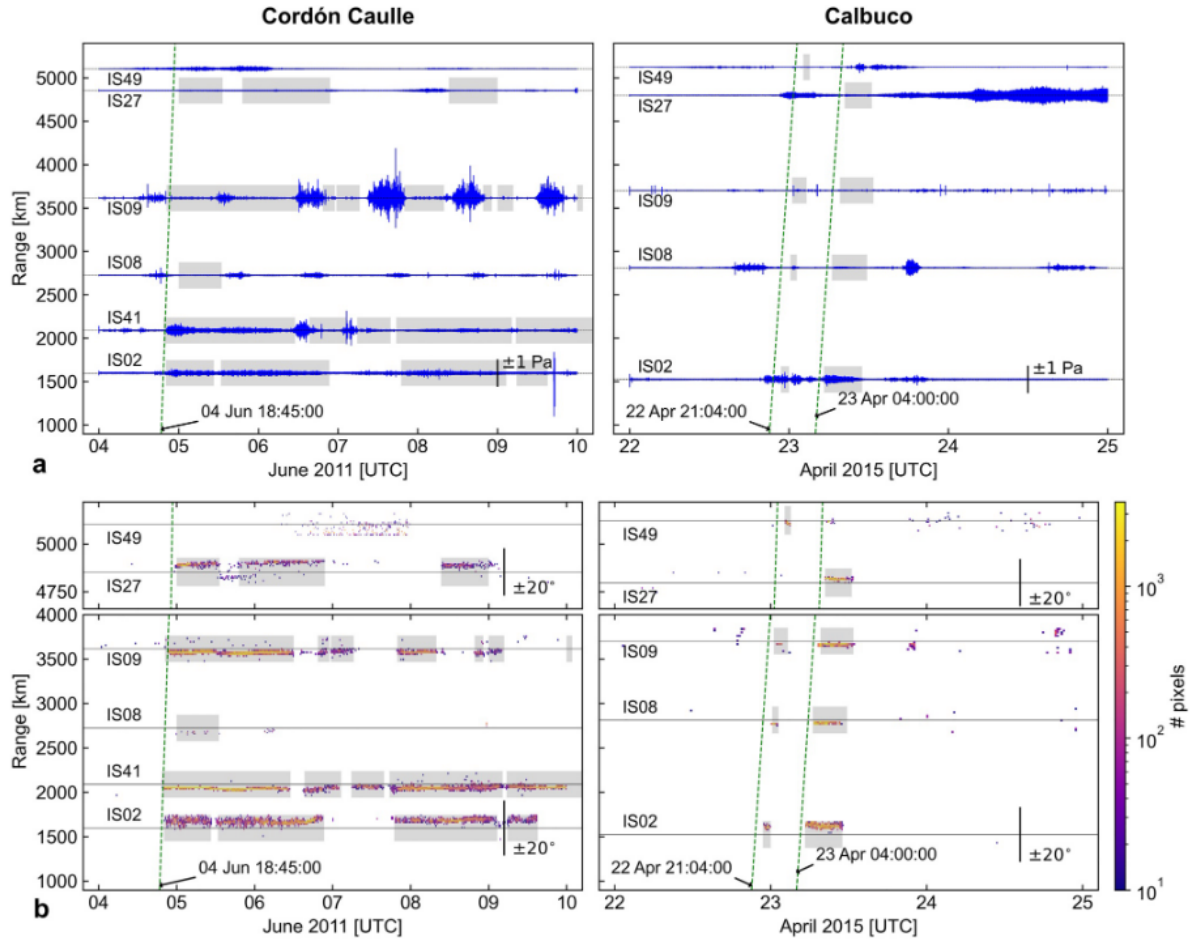 a
Cordón Caulle
Calbuco
Range [km]
5000
4500
4000
3500
3000
2500
2000
1500
1000
IS49
IS27
IS09
IS08
IS41
IS02
±1 Pa
04 Jun 18:45:00
04 05 06 07 08 09 10
June 2011 [UTC]
IS49
IS27
IS09
IS08
IS02
±1 Pa
22 Apr 21:04:00
23 Apr 04:00:00
22 23 24 25
April 2015 [UTC]
b
Range [km]
5000
4750
4000
3500
3000
2500
2000
1500
1000
IS49
IS27
±20°
IS09
IS08
IS41
IS02
±20°
04 Jun 18:45:00
04 05 06 07 08 09 10
June 2011 [UTC]
IS49
IS27
±20°
IS09
IS08
IS02
±20°
22 Apr 21:04:00
23 Apr 04:00:00
22 23 24 25
April 2015 [UTC]
10³
10²
10¹
# pixels